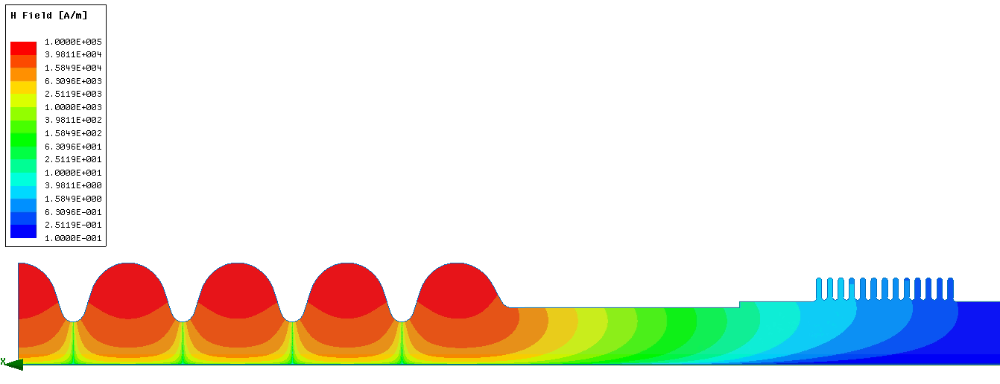 H Field [A/m]
1.0000E+005
3.9811E+004
1.5849E+004
6.3096E+003
2.5119E+003
1.0000E+003
3.9811E+002
1.5849E+002
6.3096E+001
2.5119E+001
1.0000E+001
3.9811E+000
1.5849E+000
6.3096E-001
2.5119E-001
1.0000E-001
X